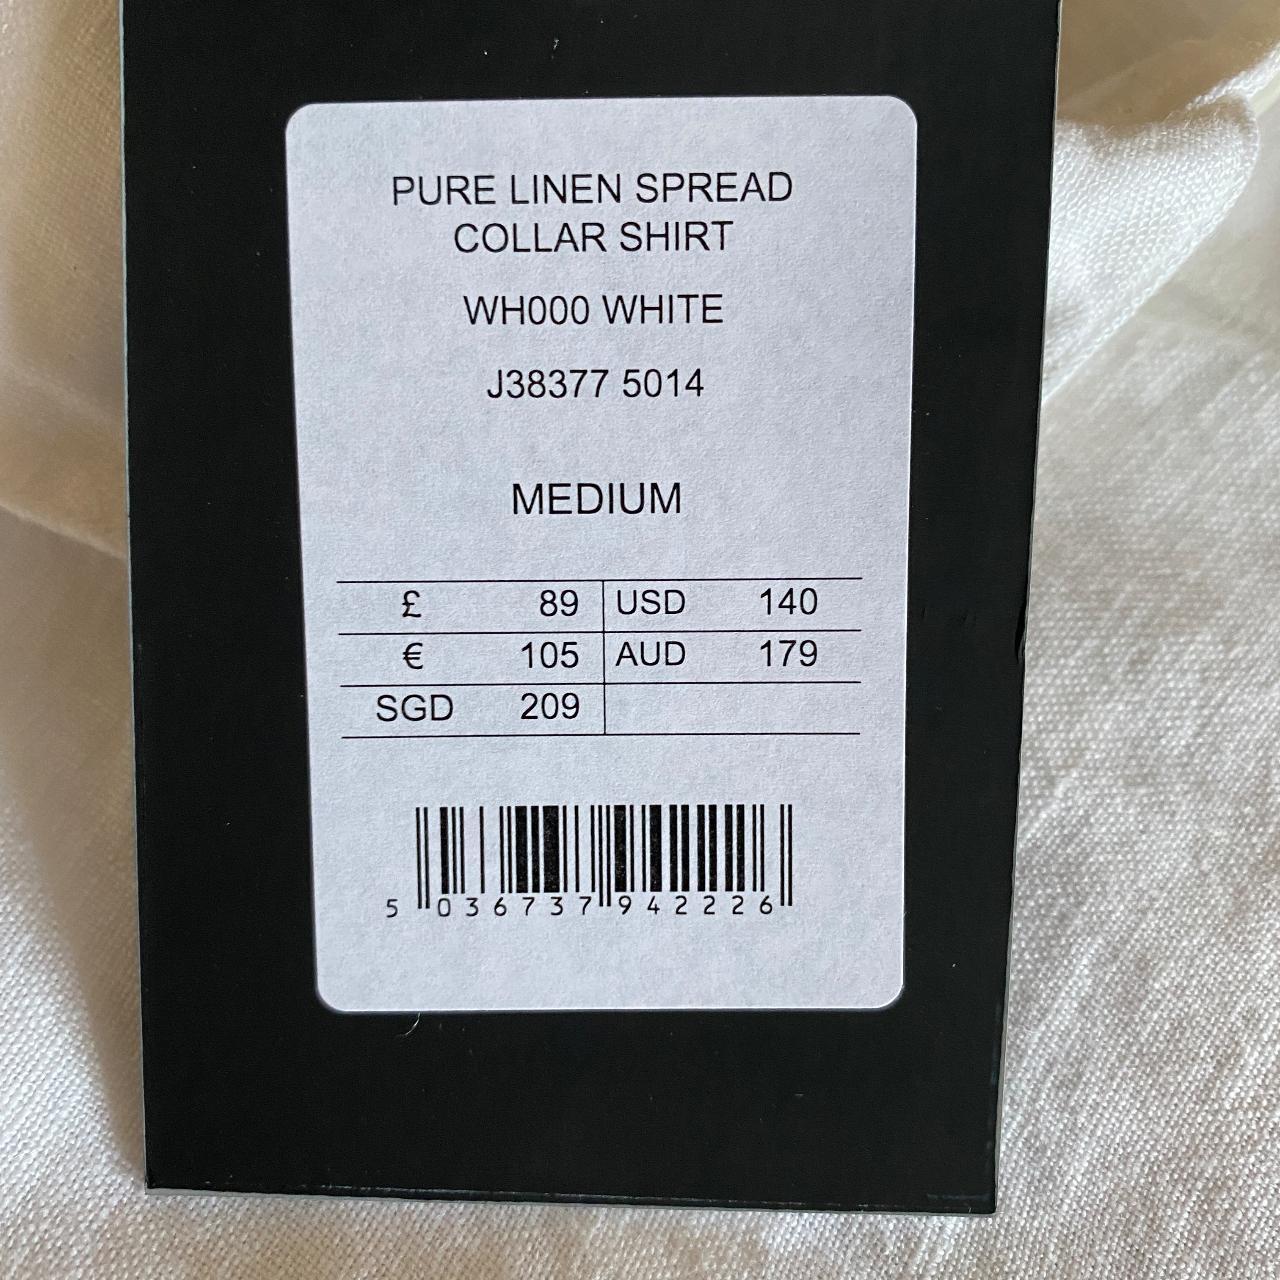 PURE LINEN SPREAD
COLLAR SHIRT
WH000 WHITE
J38377 5014
MEDIUM
£ 89 USD 140
€ 105 AUD 179
SGD 209
5 036737 942226